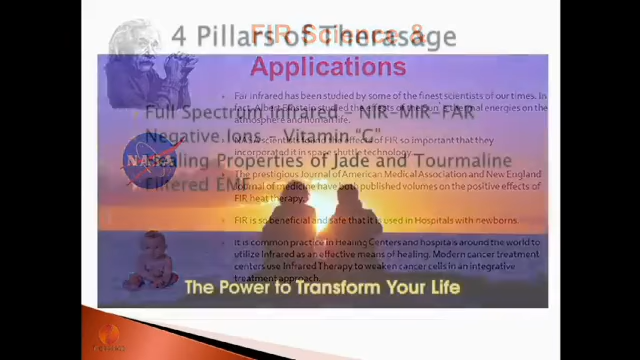 4 Pillars of Therasage
FIR Science &
Applications
Far Infrared has been studied by some of the finest scientists of our times. In
fact, Albert Einstein studied the effects of the Sun's thermal energies on the
atmosphere and human life.
Full Spectrum Infrared – NIR-MIR-FAR
Negative Ions – Vitamin “C”
NASA scientists found the effect of FIR so important that they
incorporated it in space shuttle technology.
Healing Properties of Jade and Tourmaline
NASA
The prestigious Journal of American Medical Association and New England
Journal of medicine have both published volumes on the positive effects of
FIR heat therapy.
Filtered EMF
FIR is so beneficial and safe that it is used in Hospitals with newborns.
It is common practice in Healing Centers and hospitals around the world to
utilize Infrared as an effective means of healing. Modern cancer treatment
centers use Infrared Therapy to weaken cancer cells in an integrative
treatment approach.
The Power to Transform Your Life